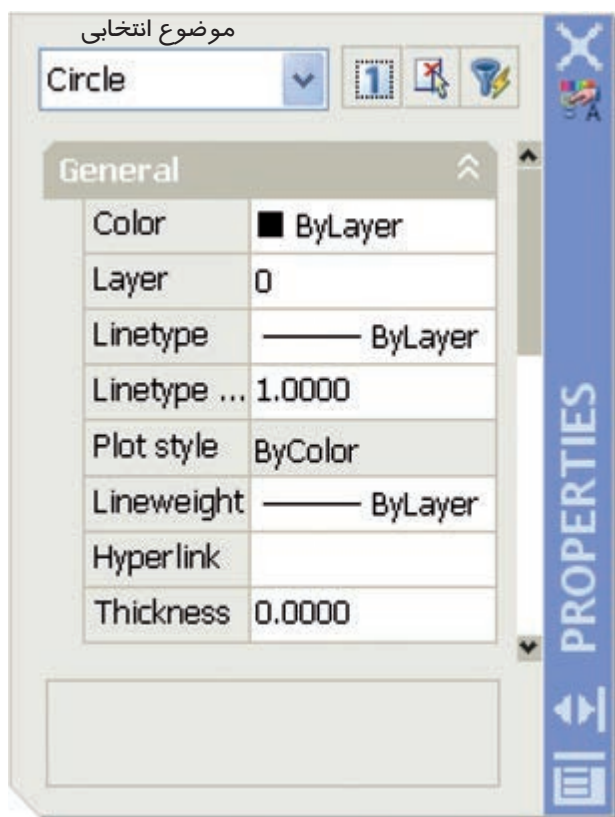 موضوع انتخابی
Circle
1
General
Color ByLayer
Layer 0
Linetype ByLayer
Linetype ... 1.0000
Plot style ByColor
Lineweight ByLayer
Hyperlink
Thickness 0.0000
PROPERTIES
A